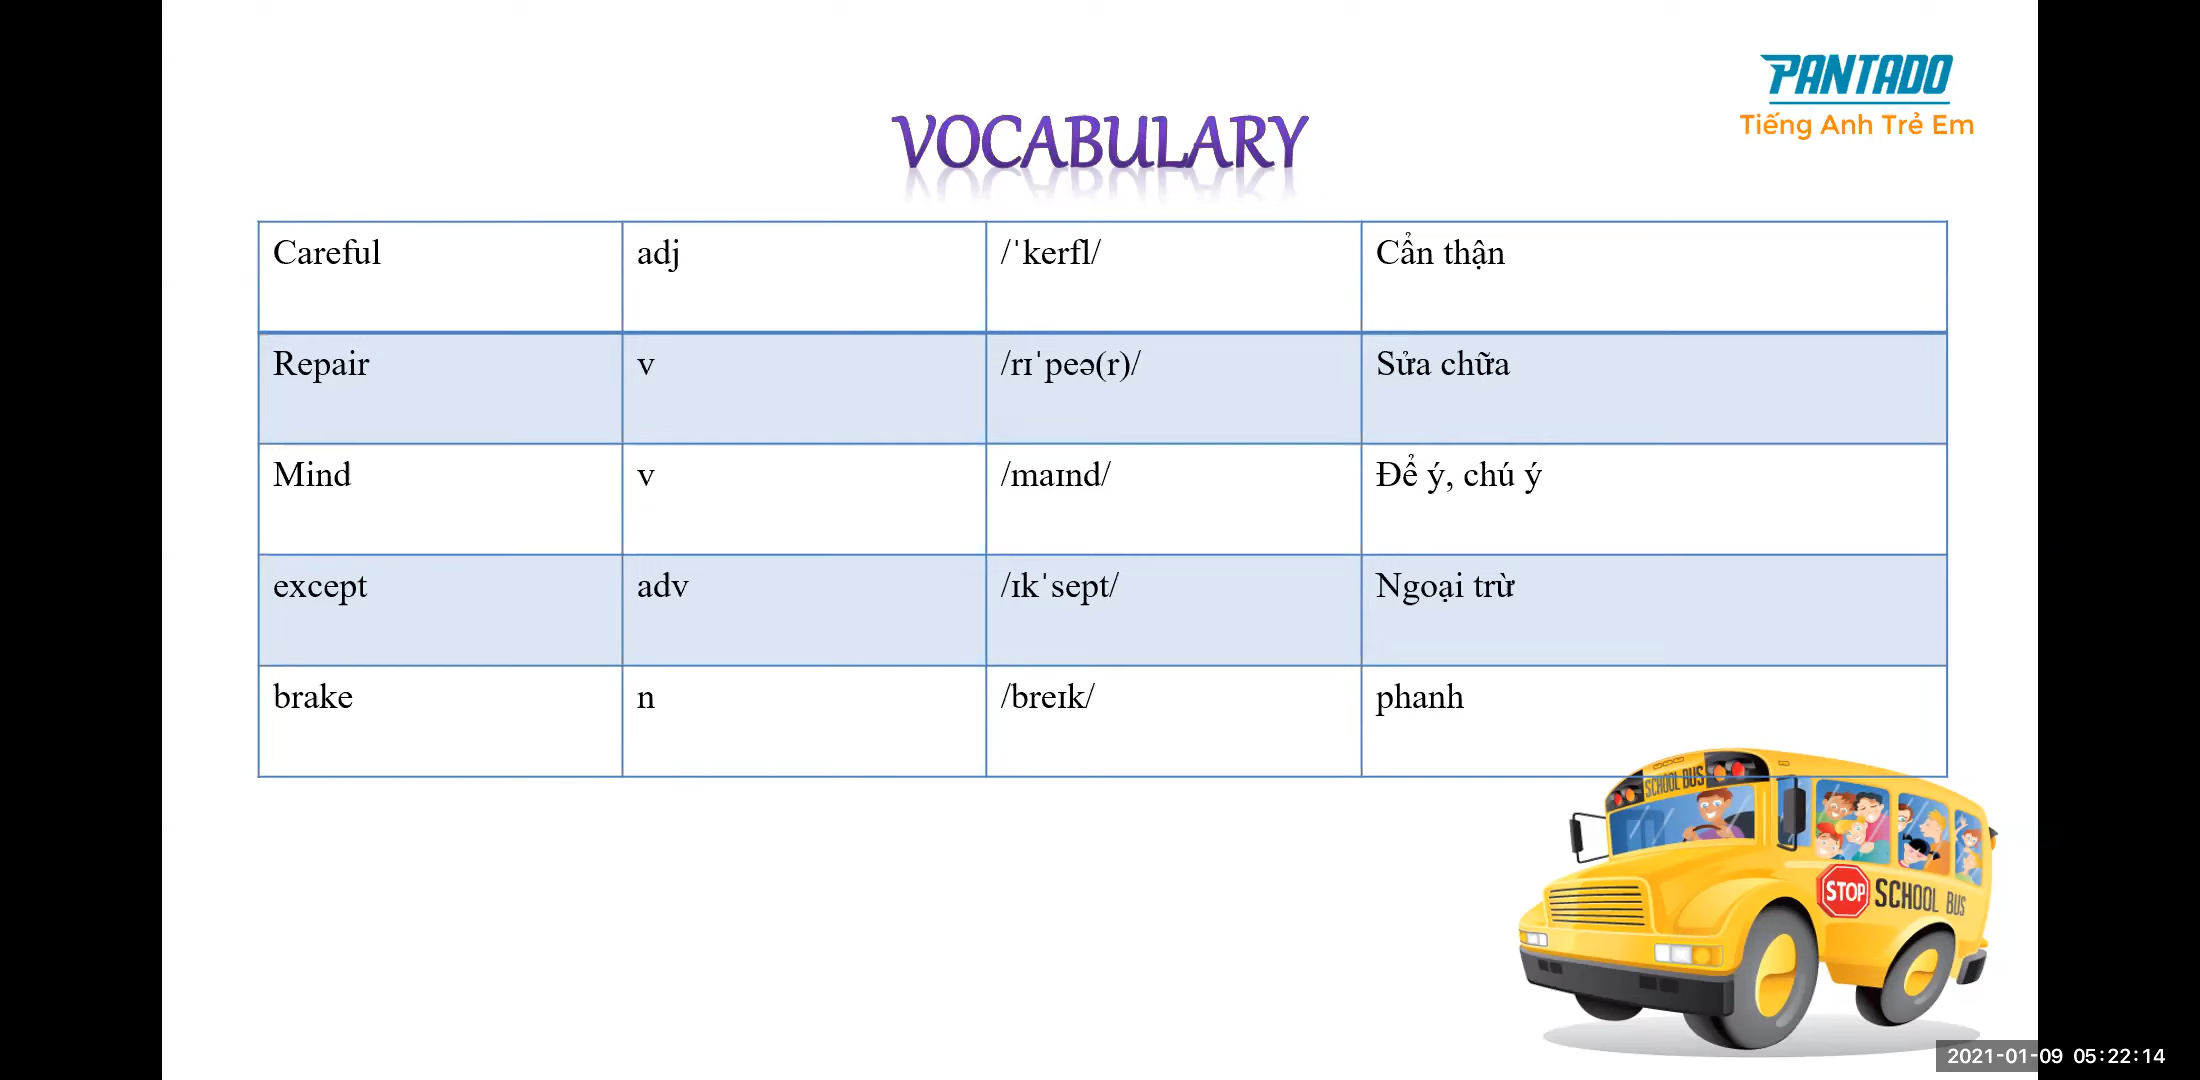 PANTADO
Tiếng Anh Trẻ Em
VOCABULARY
Careful adj /ˈkerfl/ Cẩn thận
Repair v /rɪˈpeə(r)/ Sửa chữa
Mind v /maɪnd/ Để ý, chú ý
except adv /ɪkˈsept/ Ngoại trừ
brake n /breɪk/ phanh
SCHOOL BUS
STOP SCHOOL BUS
2021-01-09 05:22:14